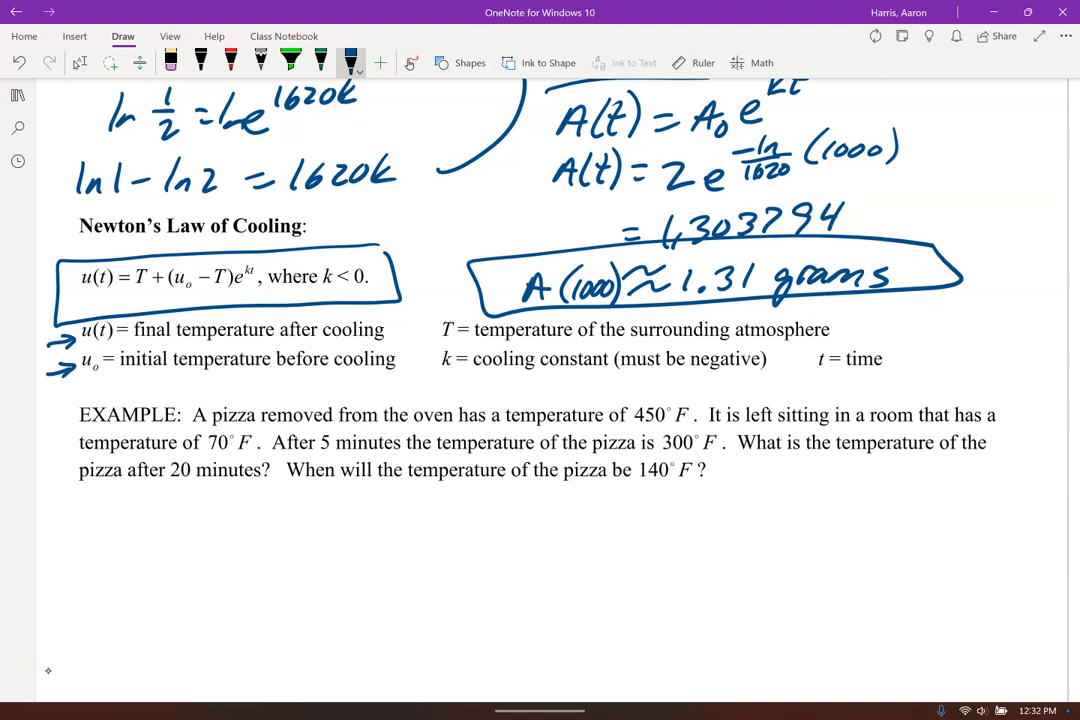 OneNote for Windows 10
Harris, Aaron
Home Insert Draw View Help Class Notebook
Share
Shapes Ink to Shape Ink to Text Ruler Math
ln 1/2 = ln e^1620k
ln 1 - ln 2 = 1620k
A(t) = A₀ e^kt
A(t) = 2 e^(-ln/1620 (1000))
= 1.303794
A (1000) ≈ 1.31 grams
Newton's Law of Cooling:
u(t) = T + (uₒ − T)e^kt , where k < 0.
u(t) = final temperature after cooling T = temperature of the surrounding atmosphere
uₒ = initial temperature before cooling k = cooling constant (must be negative) t = time
EXAMPLE: A pizza removed from the oven has a temperature of 450° F . It is left sitting in a room that has a
temperature of 70° F . After 5 minutes the temperature of the pizza is 300° F . What is the temperature of the
pizza after 20 minutes? When will the temperature of the pizza be 140° F ?
12:32 PM